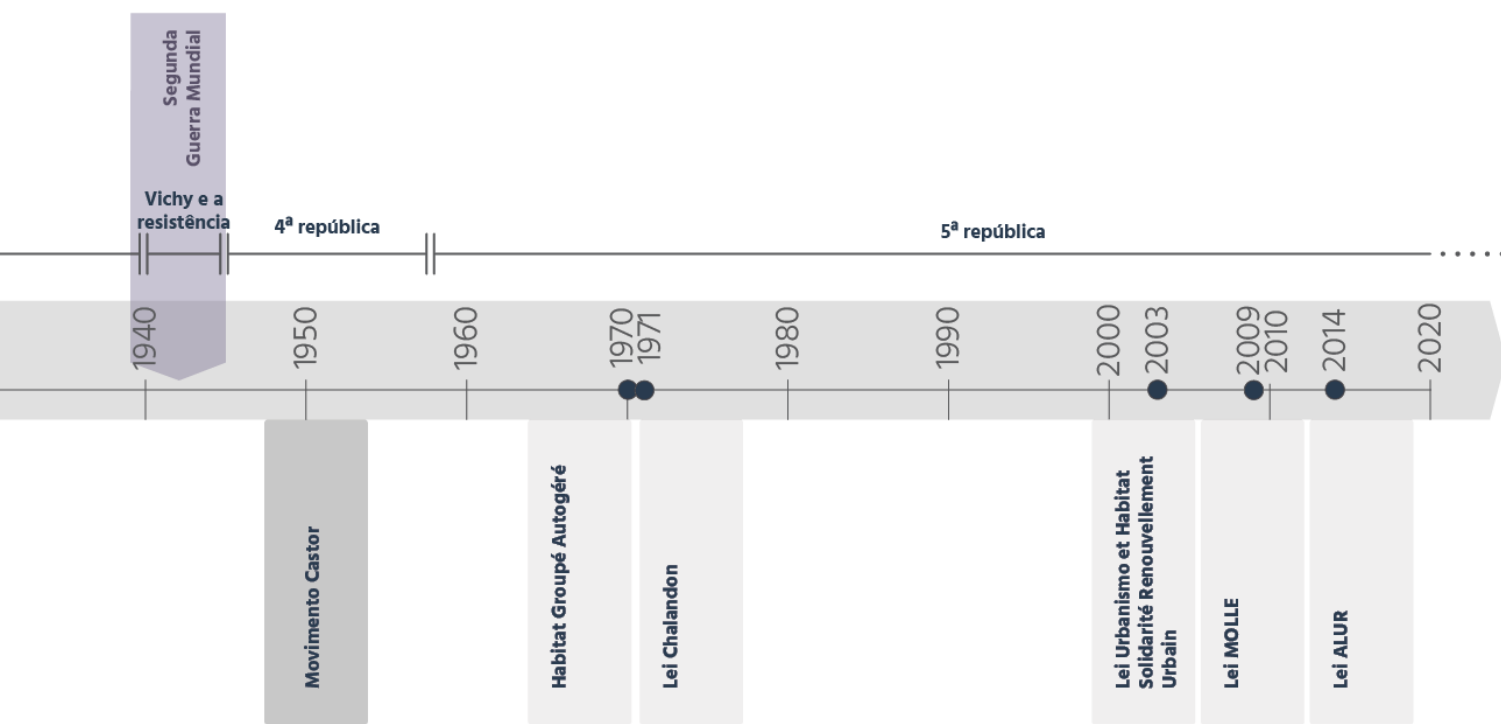 Segunda
Guerra Mundial
Vichy e a
resistência
4ª república
5ª república
1940
1950
1960
1970
1971
1980
1990
2000
2003
2009
2010
2014
2020
Movimento Castor
Habitat Groupé Autogéré
Lei Chalandon
Lei Urbanismo et Habitat
Solidarité Renouvellement
Urbain
Lei MOLLE
Lei ALUR